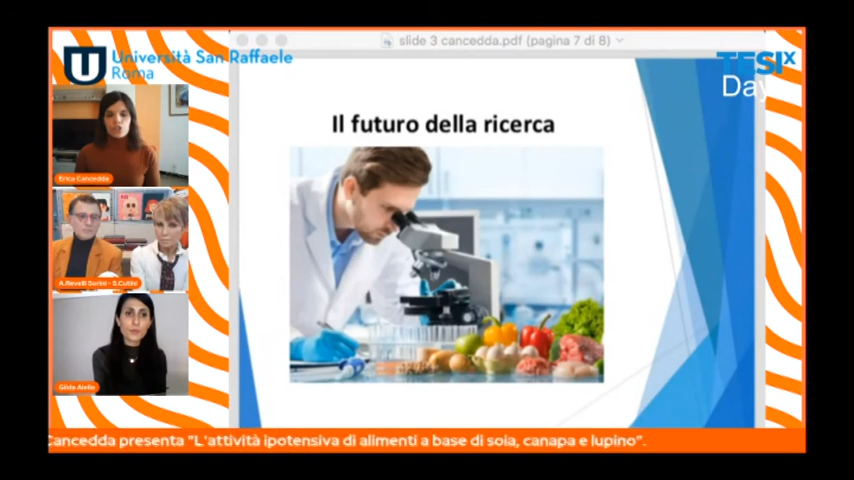 slide 3 cancedda.pdf (pagina 7 di 8)
Università San Raffaele
Roma
TESIx
Day
Il futuro della ricerca
Erica Cancedda
A.Revelli Sorini - S.Cutini
Gilda Aiello
Cancedda presenta "L'attività ipotensiva di alimenti a base di soia, canapa e lupino".